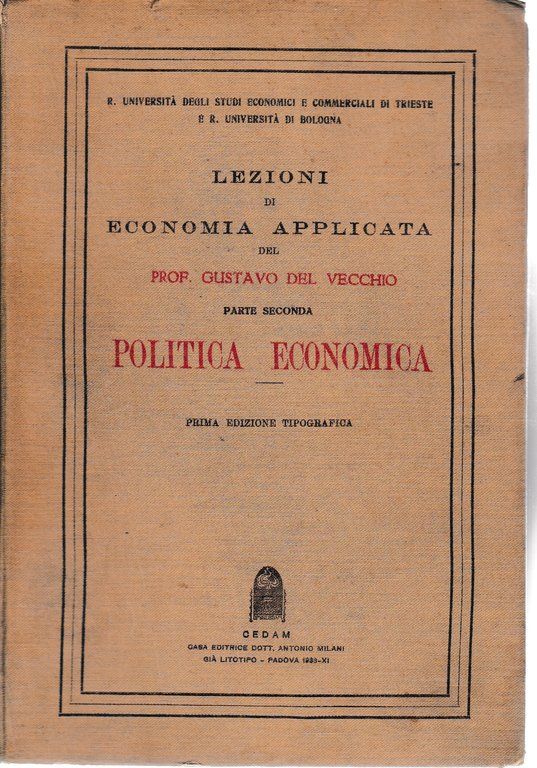 R. UNIVERSITÀ DEGLI STUDI ECONOMICI E COMMERCIALI DI TRIESTE
E R. UNIVERSITÀ DI BOLOGNA
LEZIONI
DI
ECONOMIA APPLICATA
DEL
PROF. GUSTAVO DEL VECCHIO
PARTE SECONDA
POLITICA ECONOMICA
PRIMA EDIZIONE TIPOGRAFICA
CEDAM
CASA EDITRICE DOTT. ANTONIO MILANI
GIÀ LITOTIPO - PADOVA 1933-XI